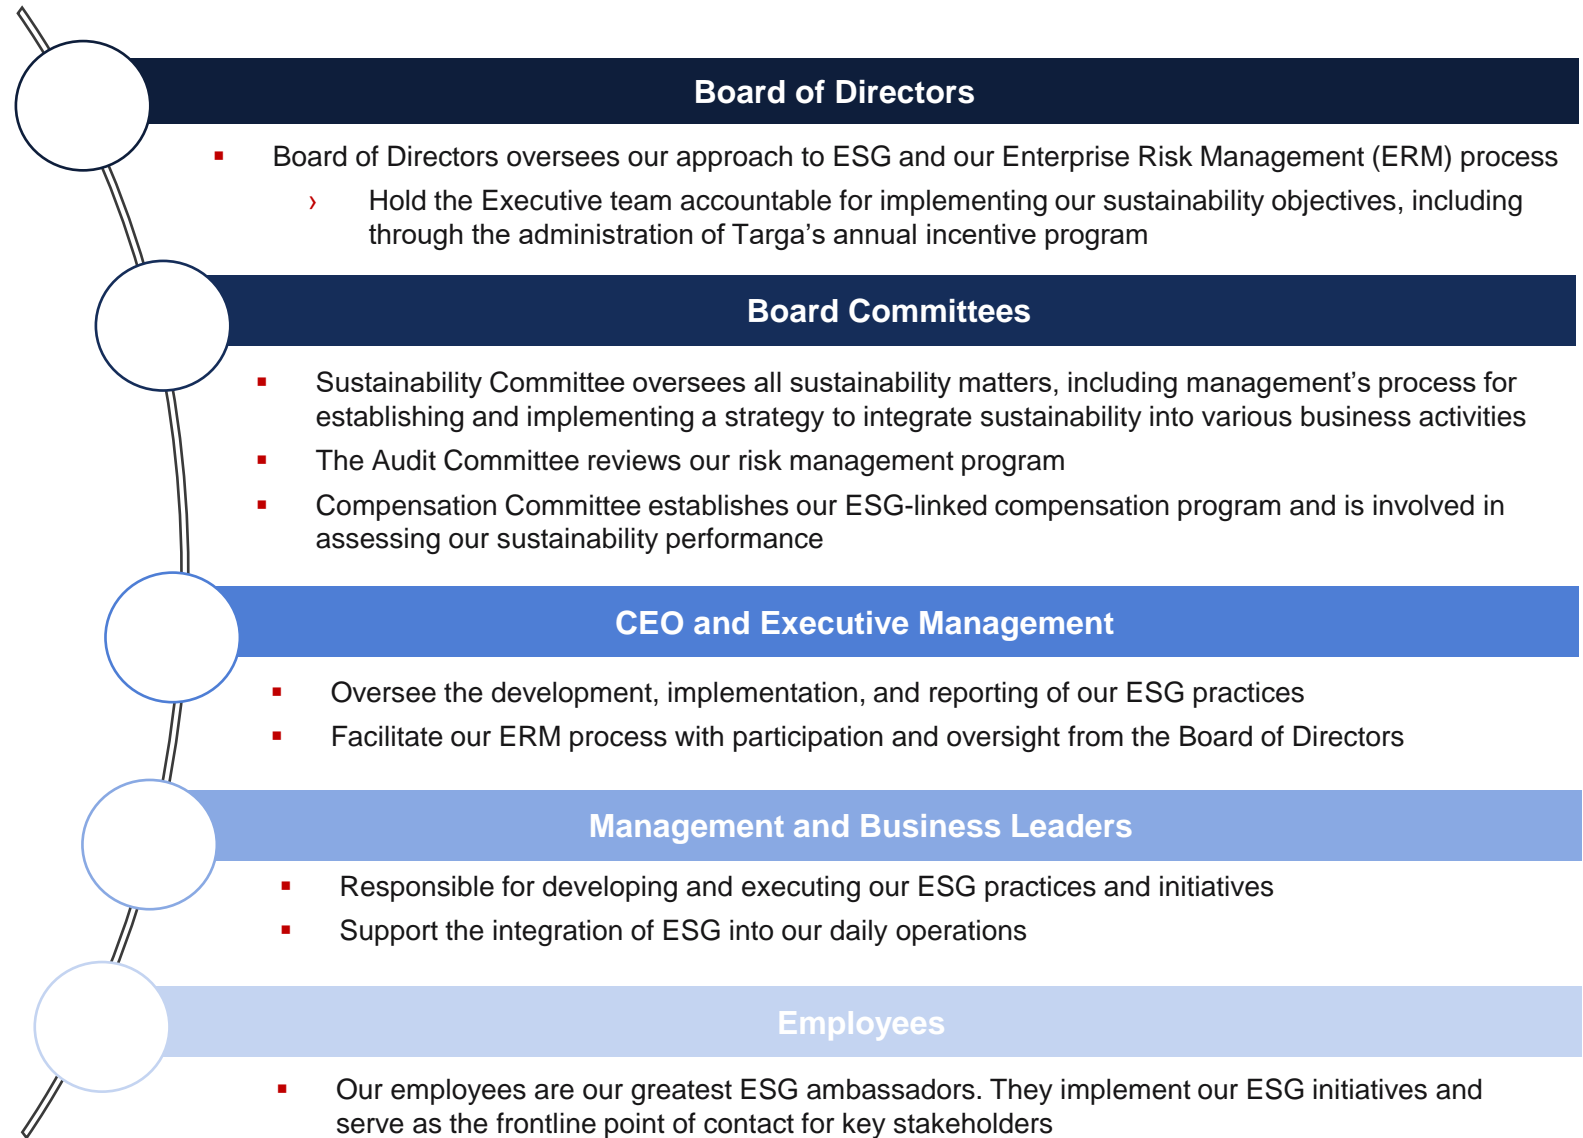 Board of Directors
▪ Board of Directors oversees our approach to ESG and our Enterprise Risk Management (ERM) process
› Hold the Executive team accountable for implementing our sustainability objectives, including
through the administration of Targa’s annual incentive program
Board Committees
▪ Sustainability Committee oversees all sustainability matters, including management’s process for
establishing and implementing a strategy to integrate sustainability into various business activities
▪ The Audit Committee reviews our risk management program
▪ Compensation Committee establishes our ESG-linked compensation program and is involved in
assessing our sustainability performance
CEO and Executive Management
▪ Oversee the development, implementation, and reporting of our ESG practices
▪ Facilitate our ERM process with participation and oversight from the Board of Directors
Management and Business Leaders
▪ Responsible for developing and executing our ESG practices and initiatives
▪ Support the integration of ESG into our daily operations
Employees
▪ Our employees are our greatest ESG ambassadors. They implement our ESG initiatives and
serve as the frontline point of contact for key stakeholders